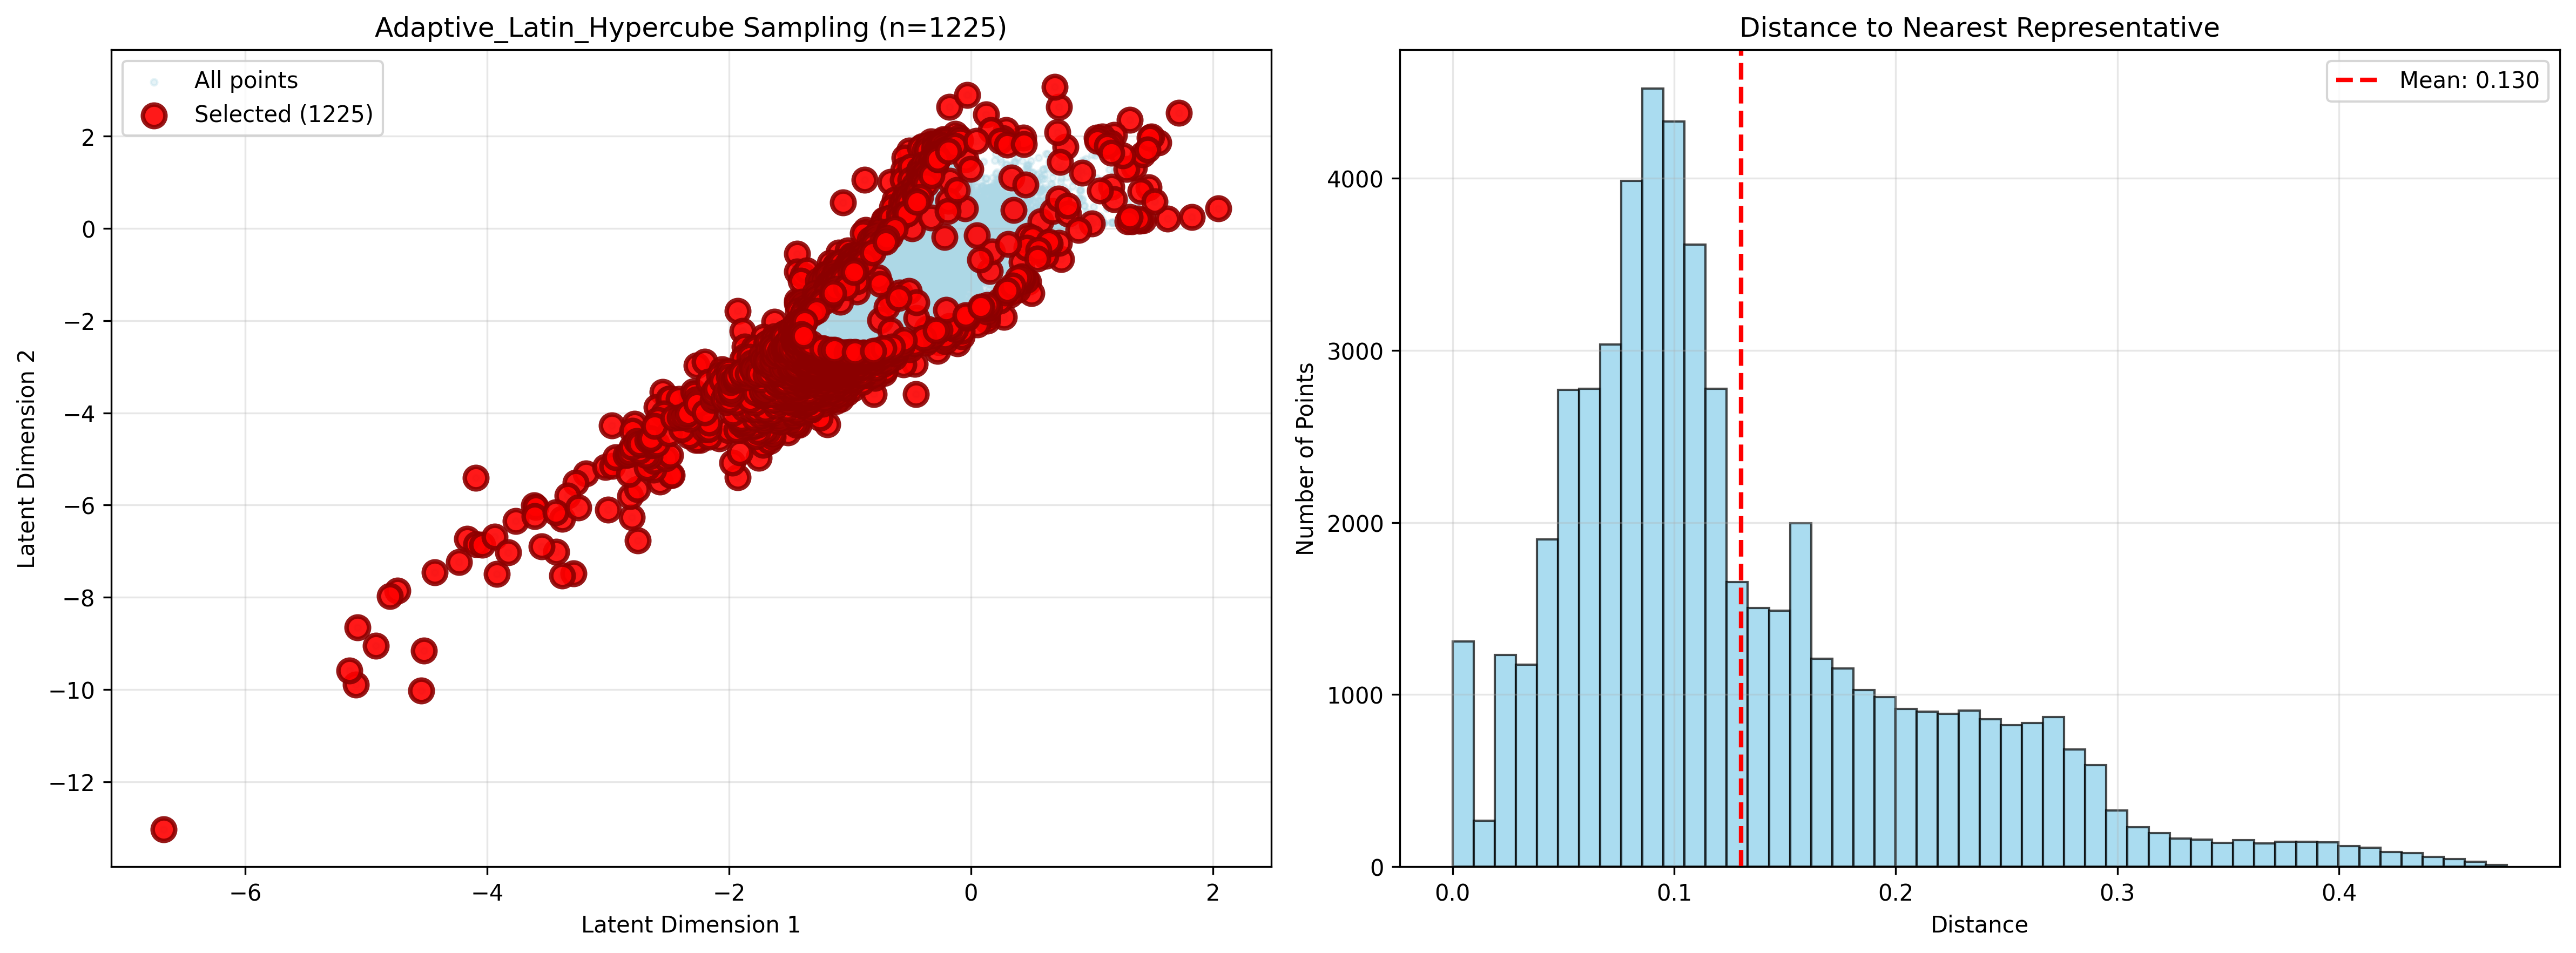 Adaptive_Latin_Hypercube Sampling (n=1225)
All points
Selected (1225)
2
0
−2
−4
−6
−8
−10
−12
Latent Dimension 2
−6
−4
−2
0
2
Latent Dimension 1
Distance to Nearest Representative
Mean: 0.130
4000
3000
2000
1000
0
Number of Points
0.0
0.1
0.2
0.3
0.4
Distance